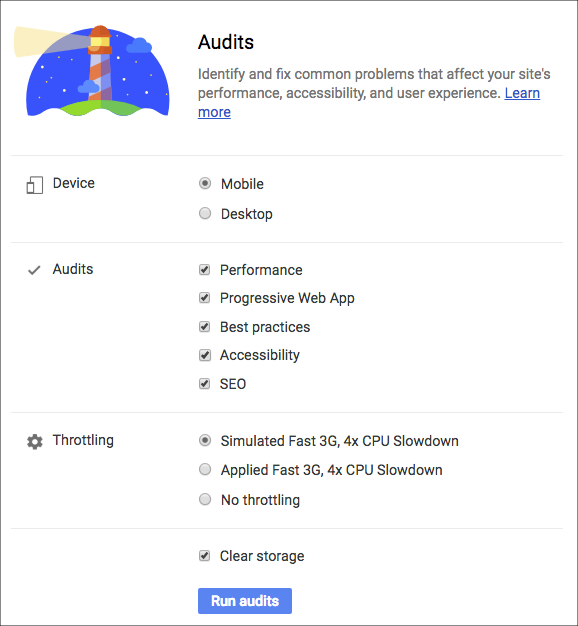 Audits
Identify and fix common problems that affect your site's
performance, accessibility, and user experience. Learn
more
Device
Mobile
Desktop
Audits
Performance
Progressive Web App
Best practices
Accessibility
SEO
Throttling
Simulated Fast 3G, 4x CPU Slowdown
Applied Fast 3G, 4x CPU Slowdown
No throttling
Clear storage
Run audits